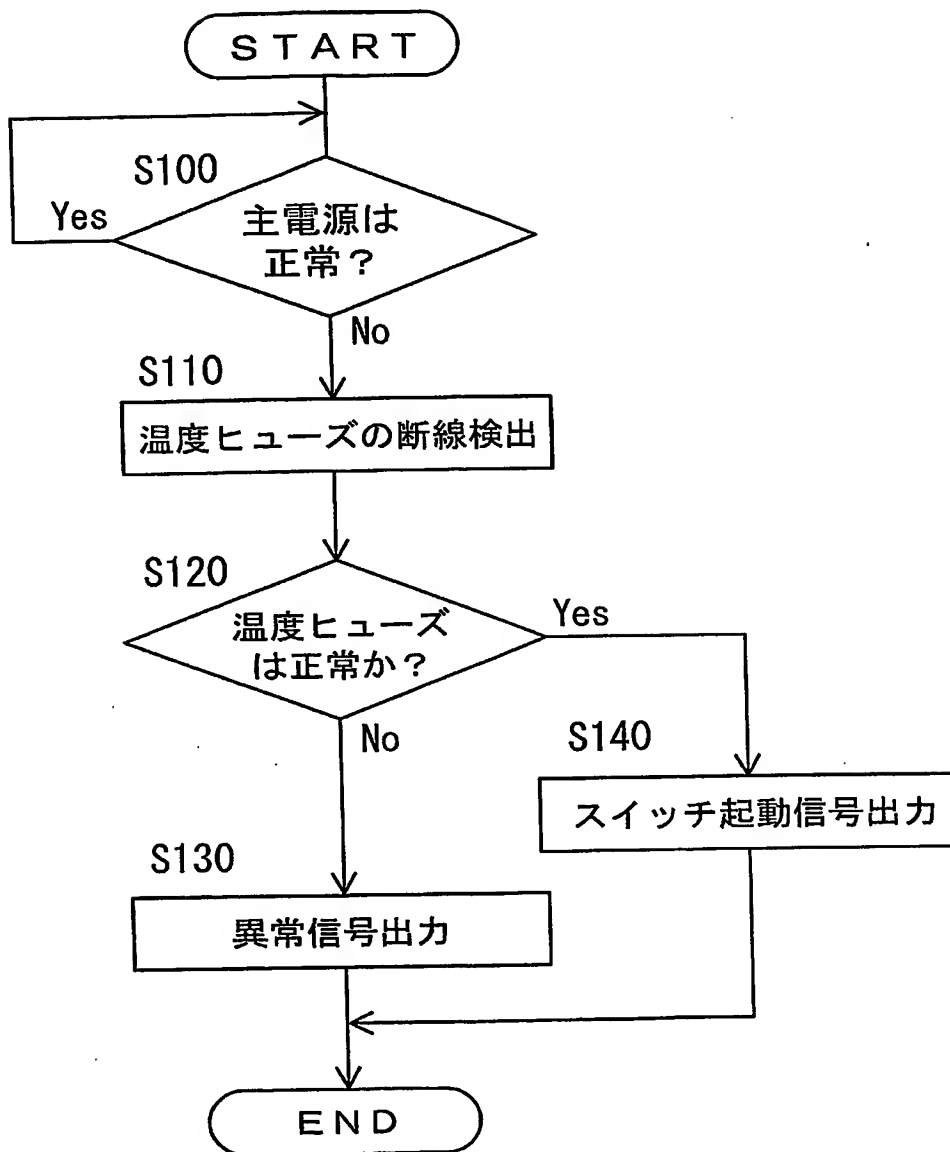 START
S100
Yes
主電源は
正常？
No
S110
温度ヒューズの断線検出
S120
温度ヒューズ
は正常か？
Yes
No
S140
スイッチ起動信号出力
S130
異常信号出力
END